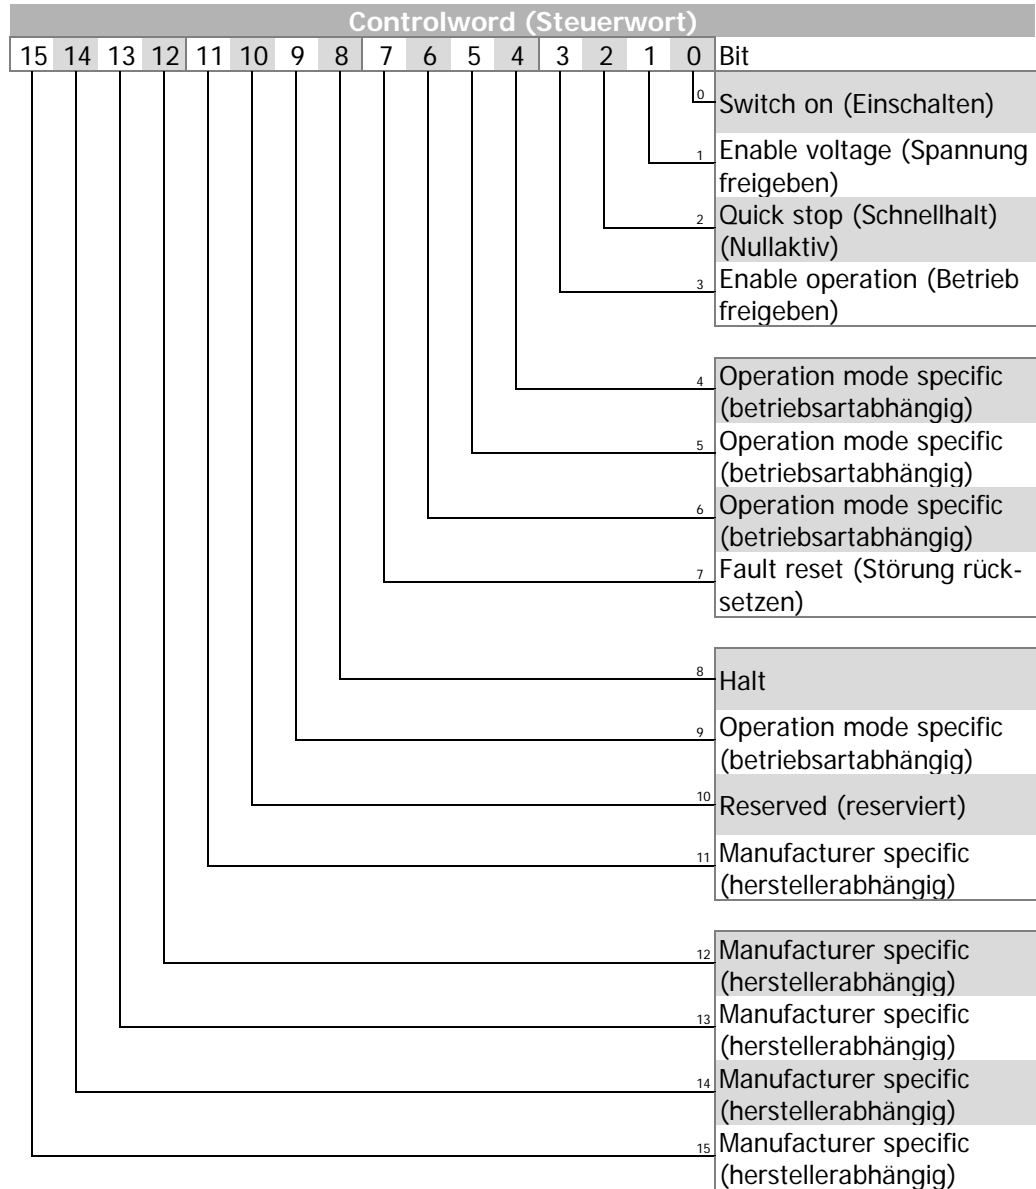 Controlword (Steuerwort)
15 14 13 12 11 10 9 8 7 6 5 4 3 2 1 0 Bit
0 Switch on (Einschalten)
1 Enable voltage (Spannung
freigeben)
2 Quick stop (Schnellhalt)
(Nullaktiv)
3 Enable operation (Betrieb
freigeben)
4 Operation mode specific
(betriebsartabhängig)
5 Operation mode specific
(betriebsartabhängig)
6 Operation mode specific
(betriebsartabhängig)
7 Fault reset (Störung rück-
setzen)
8 Halt
9 Operation mode specific
(betriebsartabhängig)
10 Reserved (reserviert)
11 Manufacturer specific
(herstellerabhängig)
12 Manufacturer specific
(herstellerabhängig)
13 Manufacturer specific
(herstellerabhängig)
14 Manufacturer specific
(herstellerabhängig)
15 Manufacturer specific
(herstellerabhängig)